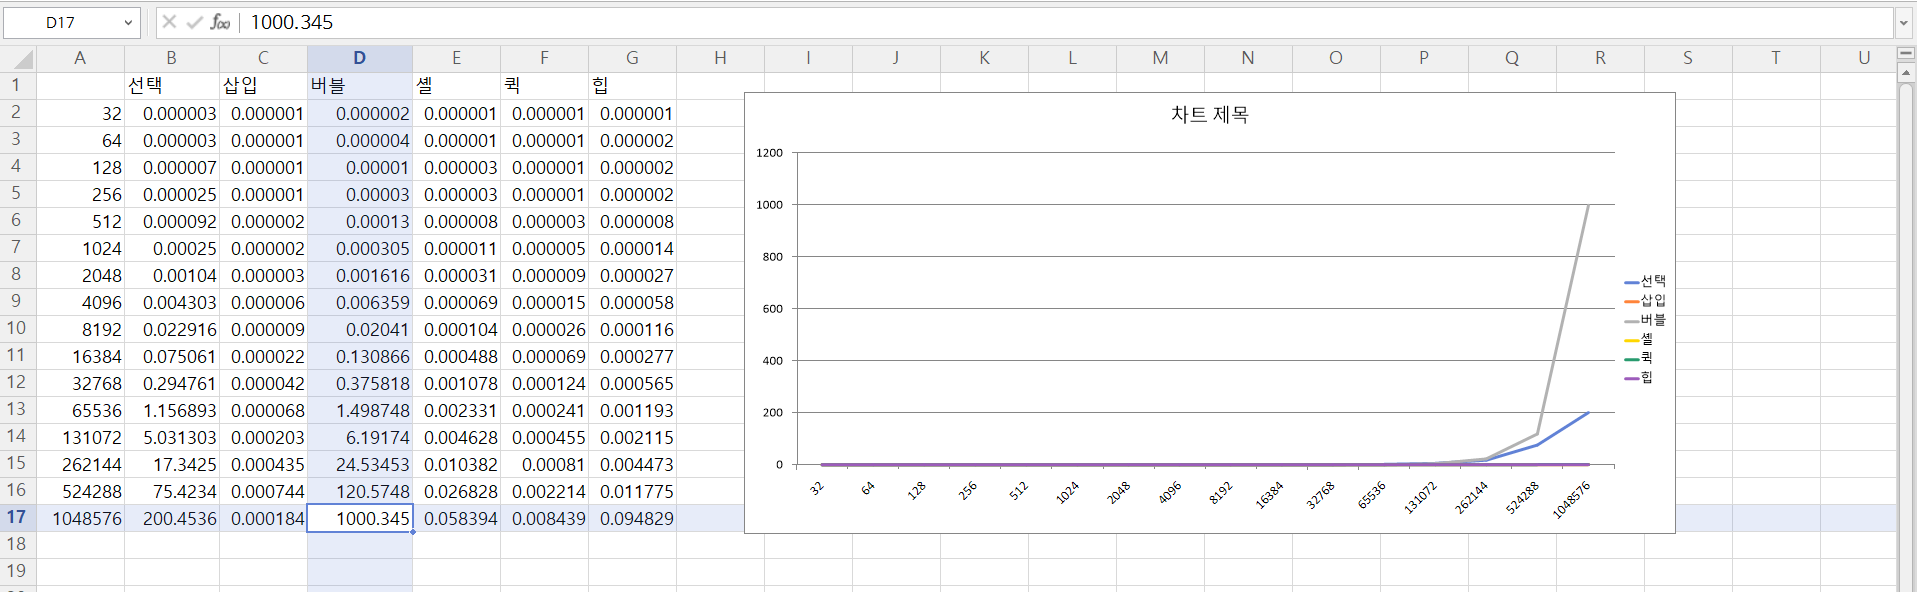 D17 fx 1000.345
A B C D E F G H I J K L M N O P Q R S T U
1 선택 삽입 버블 셸 퀵 힙
2 32 0.000003 0.000001 0.000002 0.000001 0.000001 0.000001
3 64 0.000003 0.000001 0.000004 0.000001 0.000001 0.000002
4 128 0.000007 0.000001 0.00001 0.000003 0.000001 0.000002
5 256 0.000025 0.000001 0.00003 0.000003 0.000001 0.000002
6 512 0.000092 0.000002 0.00013 0.000008 0.000003 0.000008
7 1024 0.00025 0.000002 0.000305 0.000011 0.000005 0.000014
8 2048 0.00104 0.000003 0.001616 0.000031 0.000009 0.000027
9 4096 0.004303 0.000006 0.006359 0.000069 0.000015 0.000058
10 8192 0.022916 0.000009 0.02041 0.000104 0.000026 0.000116
11 16384 0.075061 0.000022 0.130866 0.000488 0.000069 0.000277
12 32768 0.294761 0.000042 0.375818 0.001078 0.000124 0.000565
13 65536 1.156893 0.000068 1.498748 0.002331 0.000241 0.001193
14 131072 5.031303 0.000203 6.19174 0.004628 0.000455 0.002115
15 262144 17.3425 0.000435 24.53453 0.010382 0.00081 0.004473
16 524288 75.4234 0.000744 120.5748 0.026828 0.002214 0.011775
17 1048576 200.4536 0.000184 1000.345 0.058394 0.008439 0.094829
18
19
차트 제목
1200
1000
800
600
400
200
0
32 64 128 256 512 1024 2048 4096 8192 16384 32768 65536 131072 262144 524288 1048576
선택
삽입
버블
셸
퀵
힙